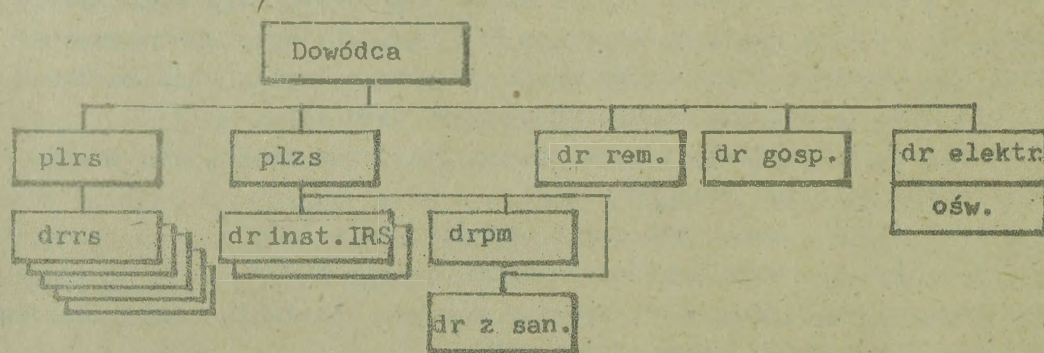 Dowódca
plrs
plzs
dr rem.
dr gosp.
dr elektr
ośw.
drrs
dr inst. IRS
drpm
dr z san.